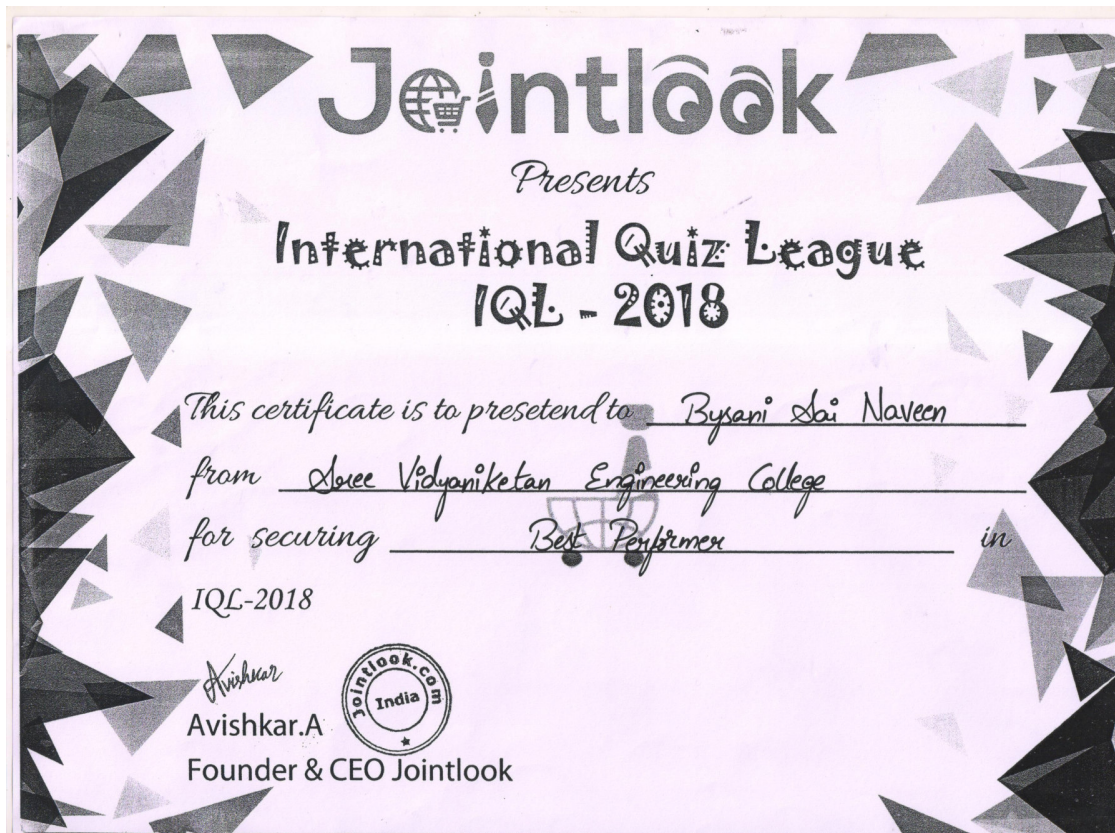 Jointlook
Presents
International Quiz League
IQL - 2018
This certificate is to presetend to Bysani Sai Naveen
from Sree Vidyaniketan Engineering College
for securing Best Performer in
IQL-2018
Avishkar
Jointlook.com
India
Avishkar.A
Founder & CEO Jointlook